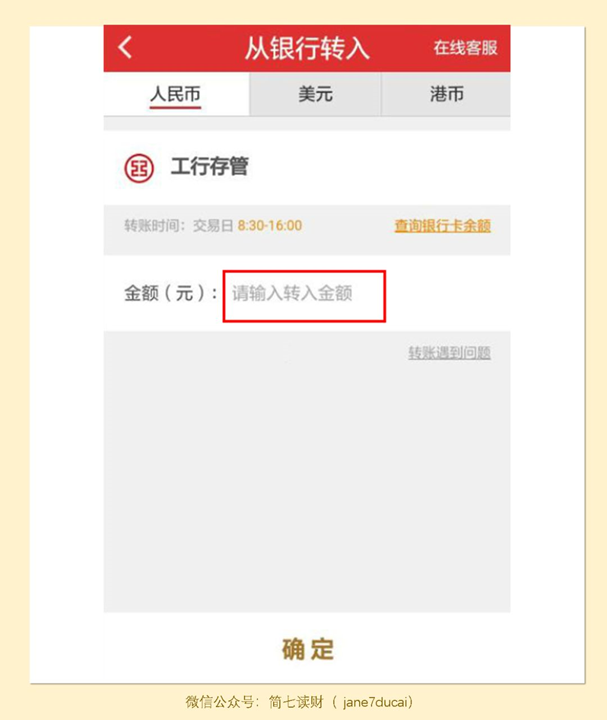 从银行转入 在线客服
人民币 美元 港币
工行存管
转账时间：交易日 8:30-16:00 查询银行卡余额
金额（元）： 请输入转入金额
转账遇到问题
确定
微信公众号：简七读财（ jane7ducai）